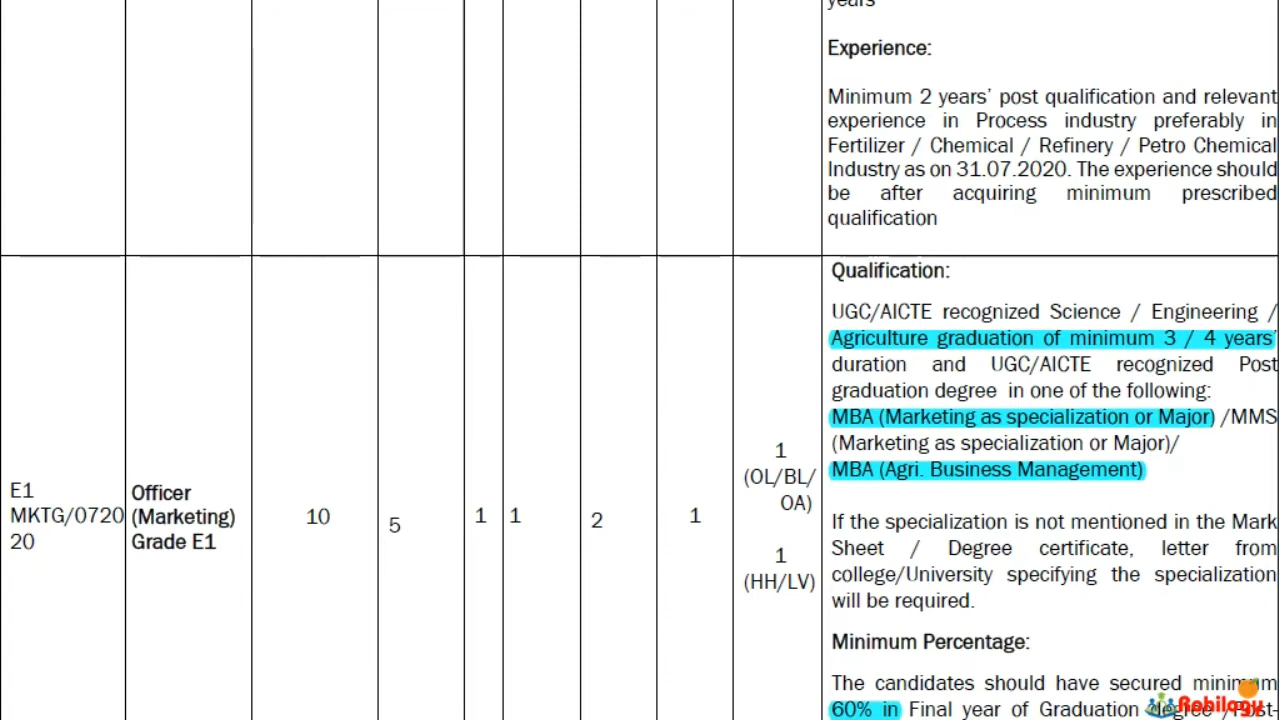 years
Experience:
Minimum 2 years’ post qualification and relevant
experience in Process industry preferably in
Fertilizer / Chemical / Refinery / Petro Chemical
Industry as on 31.07.2020. The experience should
be after acquiring minimum prescribed
qualification
E1
MKTG/0720
20
Officer
(Marketing)
Grade E1
10
5
1
1
2
1
1
(OL/BL/
OA)
1
(HH/LV)
Qualification:
UGC/AICTE recognized Science / Engineering /
Agriculture graduation of minimum 3 / 4 years’
duration and UGC/AICTE recognized Post
graduation degree in one of the following:
MBA (Marketing as specialization or Major) /MMS
(Marketing as specialization or Major)/
MBA (Agri. Business Management)
If the specialization is not mentioned in the Mark
Sheet / Degree certificate, letter from
college/University specifying the specialization
will be required.
Minimum Percentage:
The candidates should have secured minimum
60% in Final year of Graduation degree /Post-